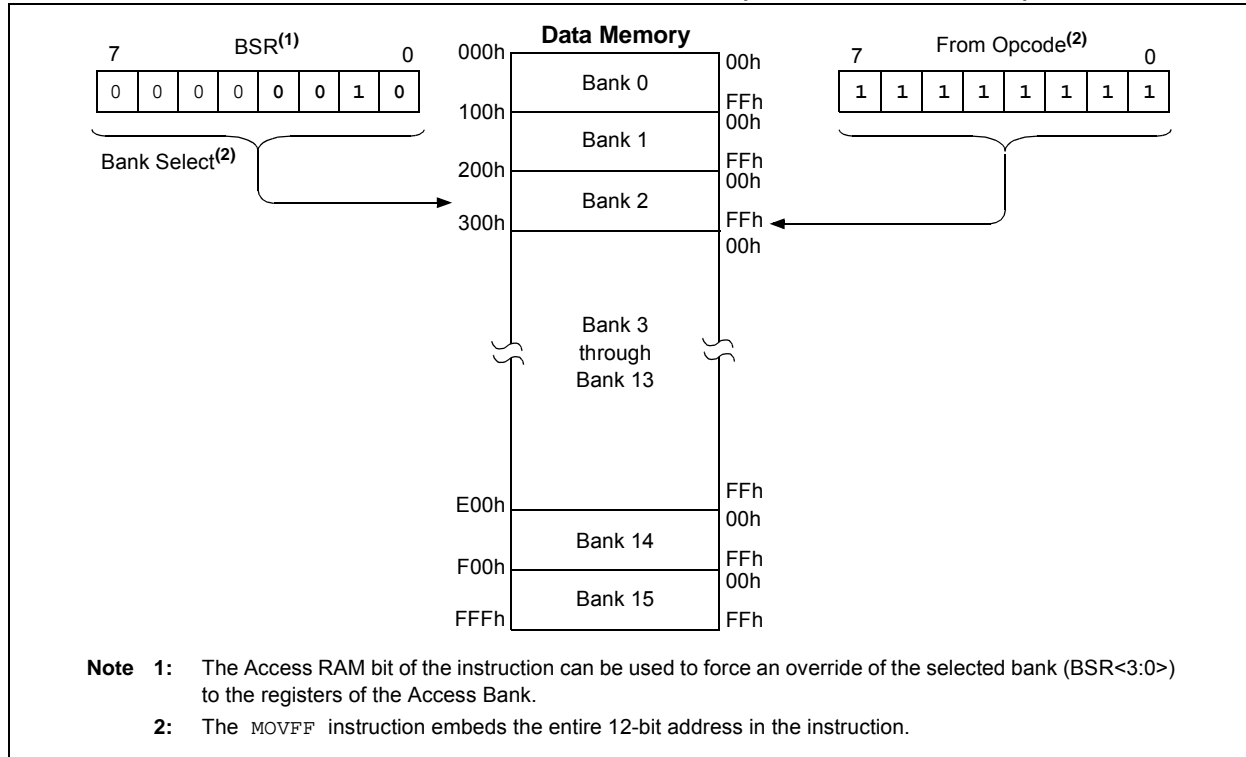 Data Memory
7 BSR(1) 0
0 0 0 0 0 0 1 0
Bank Select(2)
7 From Opcode(2) 0
1 1 1 1 1 1 1 1
000h Bank 0 00h
FFh
100h Bank 1 00h
FFh
200h Bank 2 00h
300h FFh
00h
Bank 3
through
Bank 13
FFh
E00h 00h
Bank 14
FFh
F00h 00h
Bank 15
FFFh FFh
Note 1: The Access RAM bit of the instruction can be used to force an override of the selected bank (BSR<3:0>)
to the registers of the Access Bank.
2: The MOVFF instruction embeds the entire 12-bit address in the instruction.